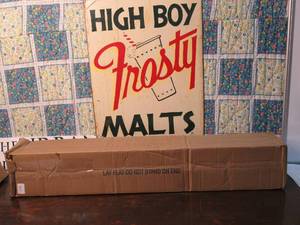 HIGH BOY
Frosty
MALTS
LAY FLAT DO NOT STAND ON END